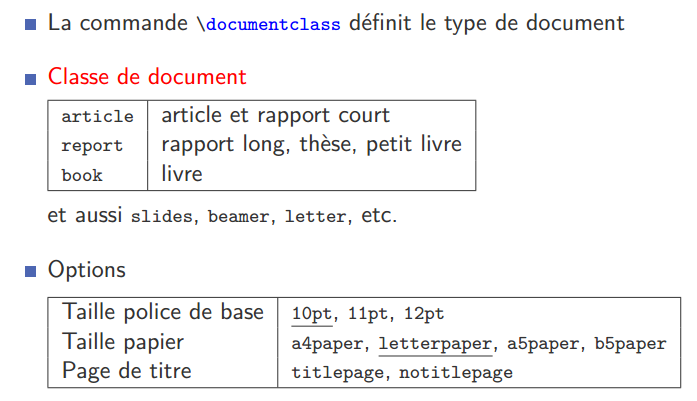 La commande \documentclass définit le type de document
Classe de document
article article et rapport court
report rapport long, thèse, petit livre
book livre
et aussi slides, beamer, letter, etc.
Options
Taille police de base 10pt, 11pt, 12pt
Taille papier a4paper, letterpaper, a5paper, b5paper
Page de titre titlepage, notitlepage